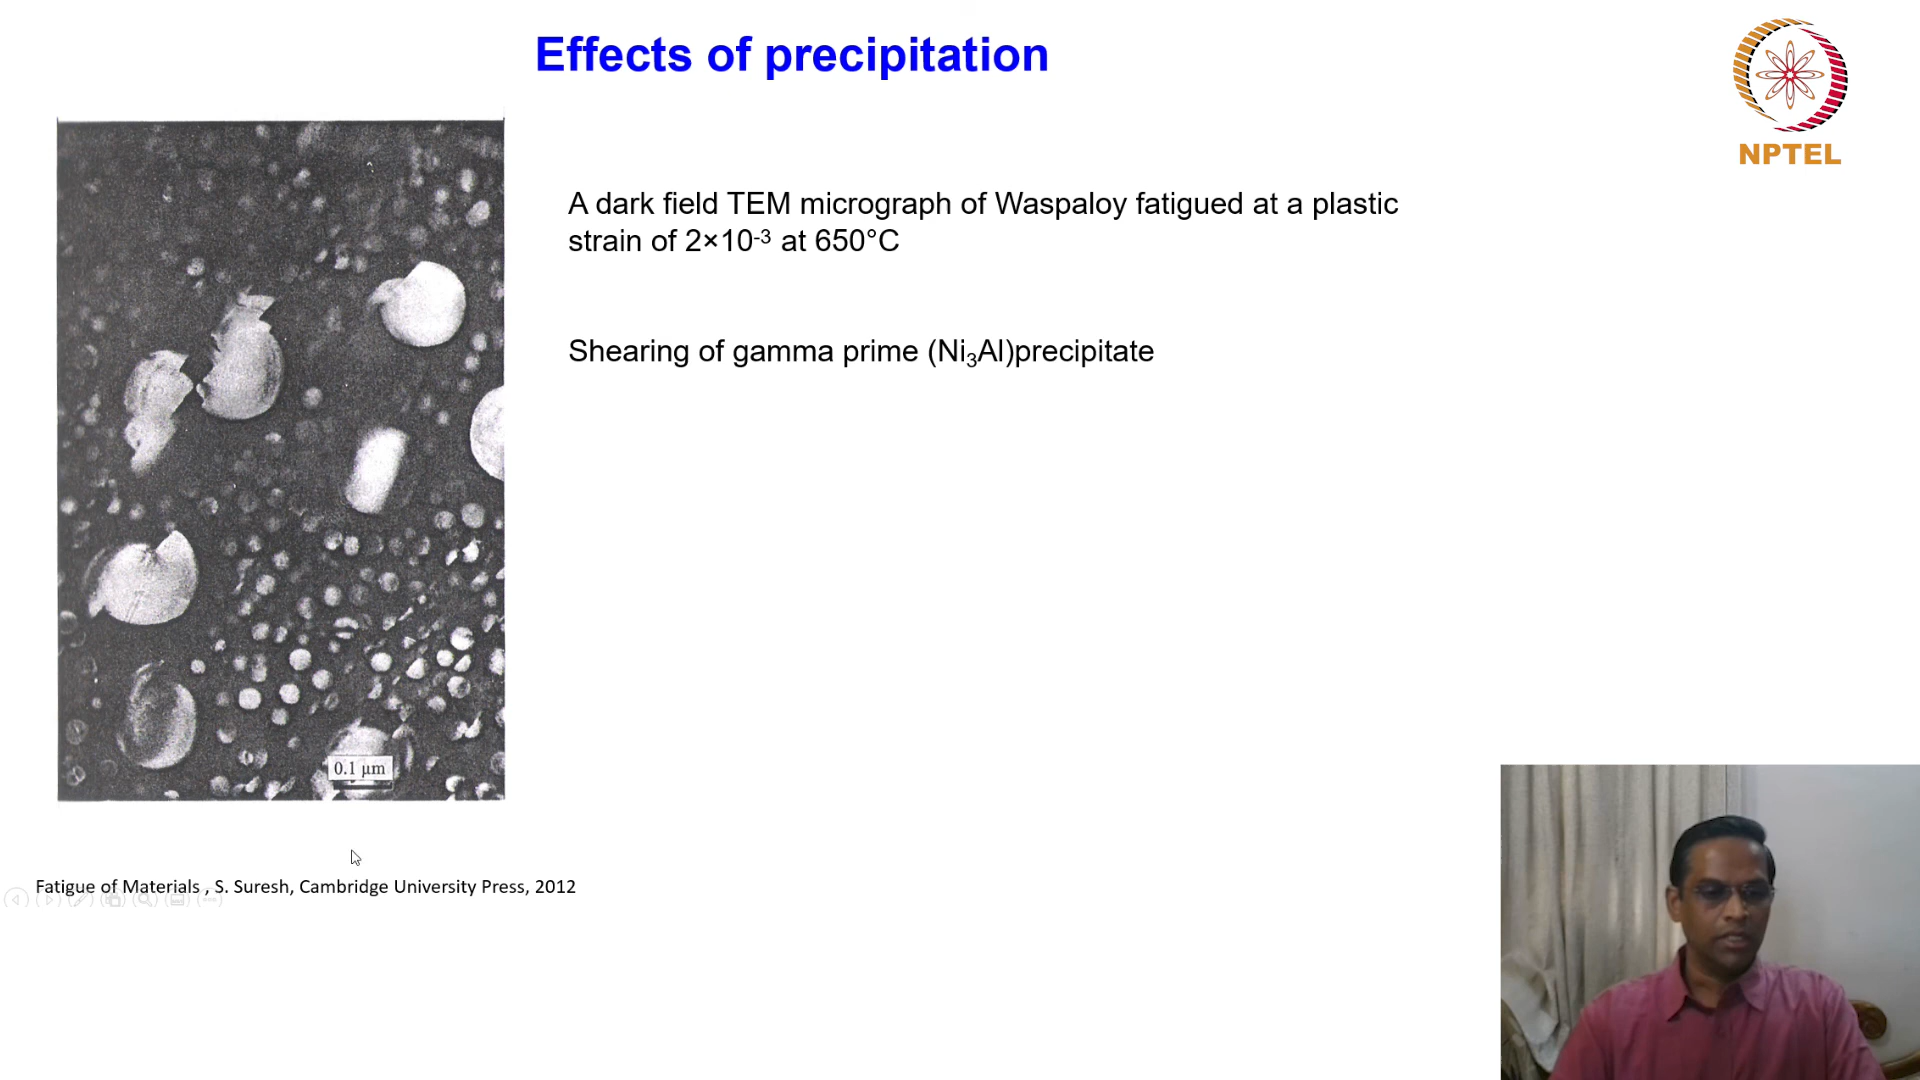 Effects of precipitation
NPTEL
A dark field TEM micrograph of Waspaloy fatigued at a plastic
strain of 2×10-3 at 650°C
Shearing of gamma prime (Ni3Al)precipitate
0.1 μm
Fatigue of Materials , S. Suresh, Cambridge University Press, 2012